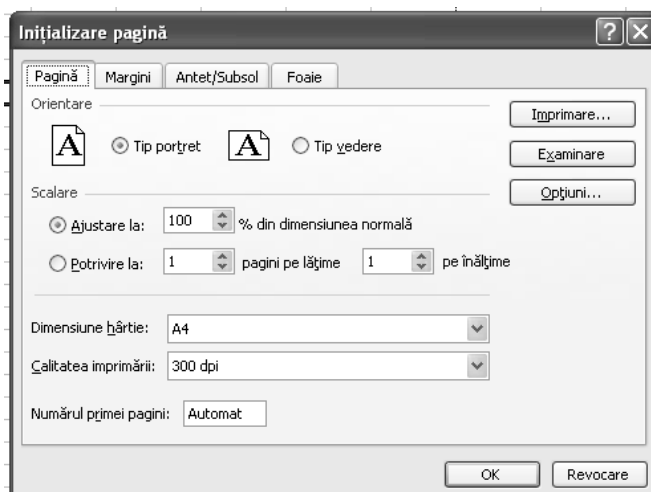 Inițializare pagină
Pagină Margini Antet/Subsol Foaie
Orientare
A Tip portret A Tip vedere
Imprimare...
Examinare
Opțiuni...
Scalare
Ajustare la: 100 % din dimensiunea normală
Potrivire la: 1 pagini pe lățime 1 pe înălțime
Dimensiune hârtie: A4
Calitatea imprimării: 300 dpi
Numărul primei pagini: Automat
OK Revocare